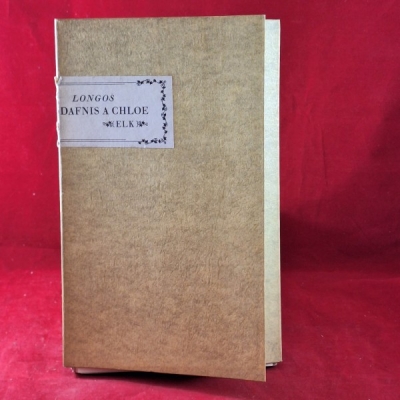 LONGOS
DAFNIS A CHLOE
(ELK)